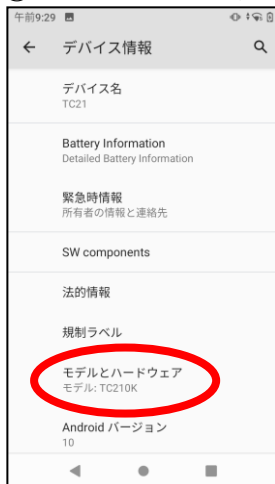 午前9:29
デバイス情報
デバイス名
TC21
Battery Information
Detailed Battery Information
緊急時情報
所有者の情報と連絡先
SW components
法的情報
規制ラベル
モデルとハードウェア
モデル: TC210K
Android バージョン
10